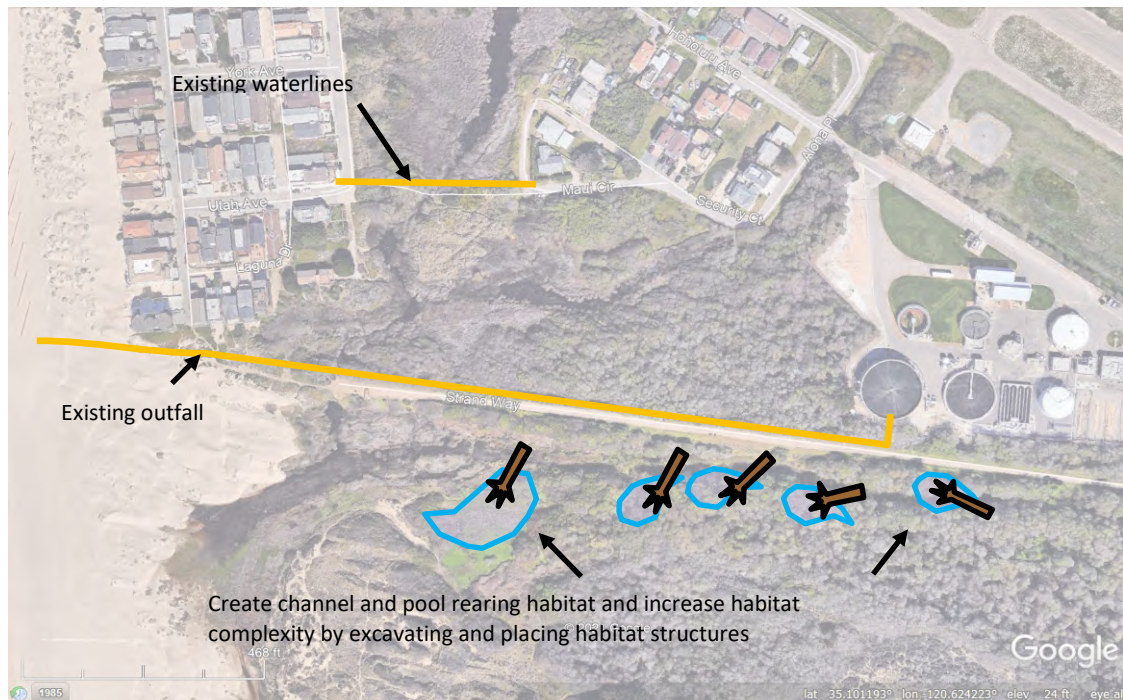 York Ave
Existing waterlines
Honolulu Ave
Aloha Pl
Maui Cir
Security Ct
Utah Ave
Laguna Dr
Existing outfall
Strand Way
Create channel and pool rearing habitat and increase habitat
complexity by excavating and placing habitat structures
Google
468 ft
1985
lat 35.101193° lon -120.624223° elev 24 ft eye al